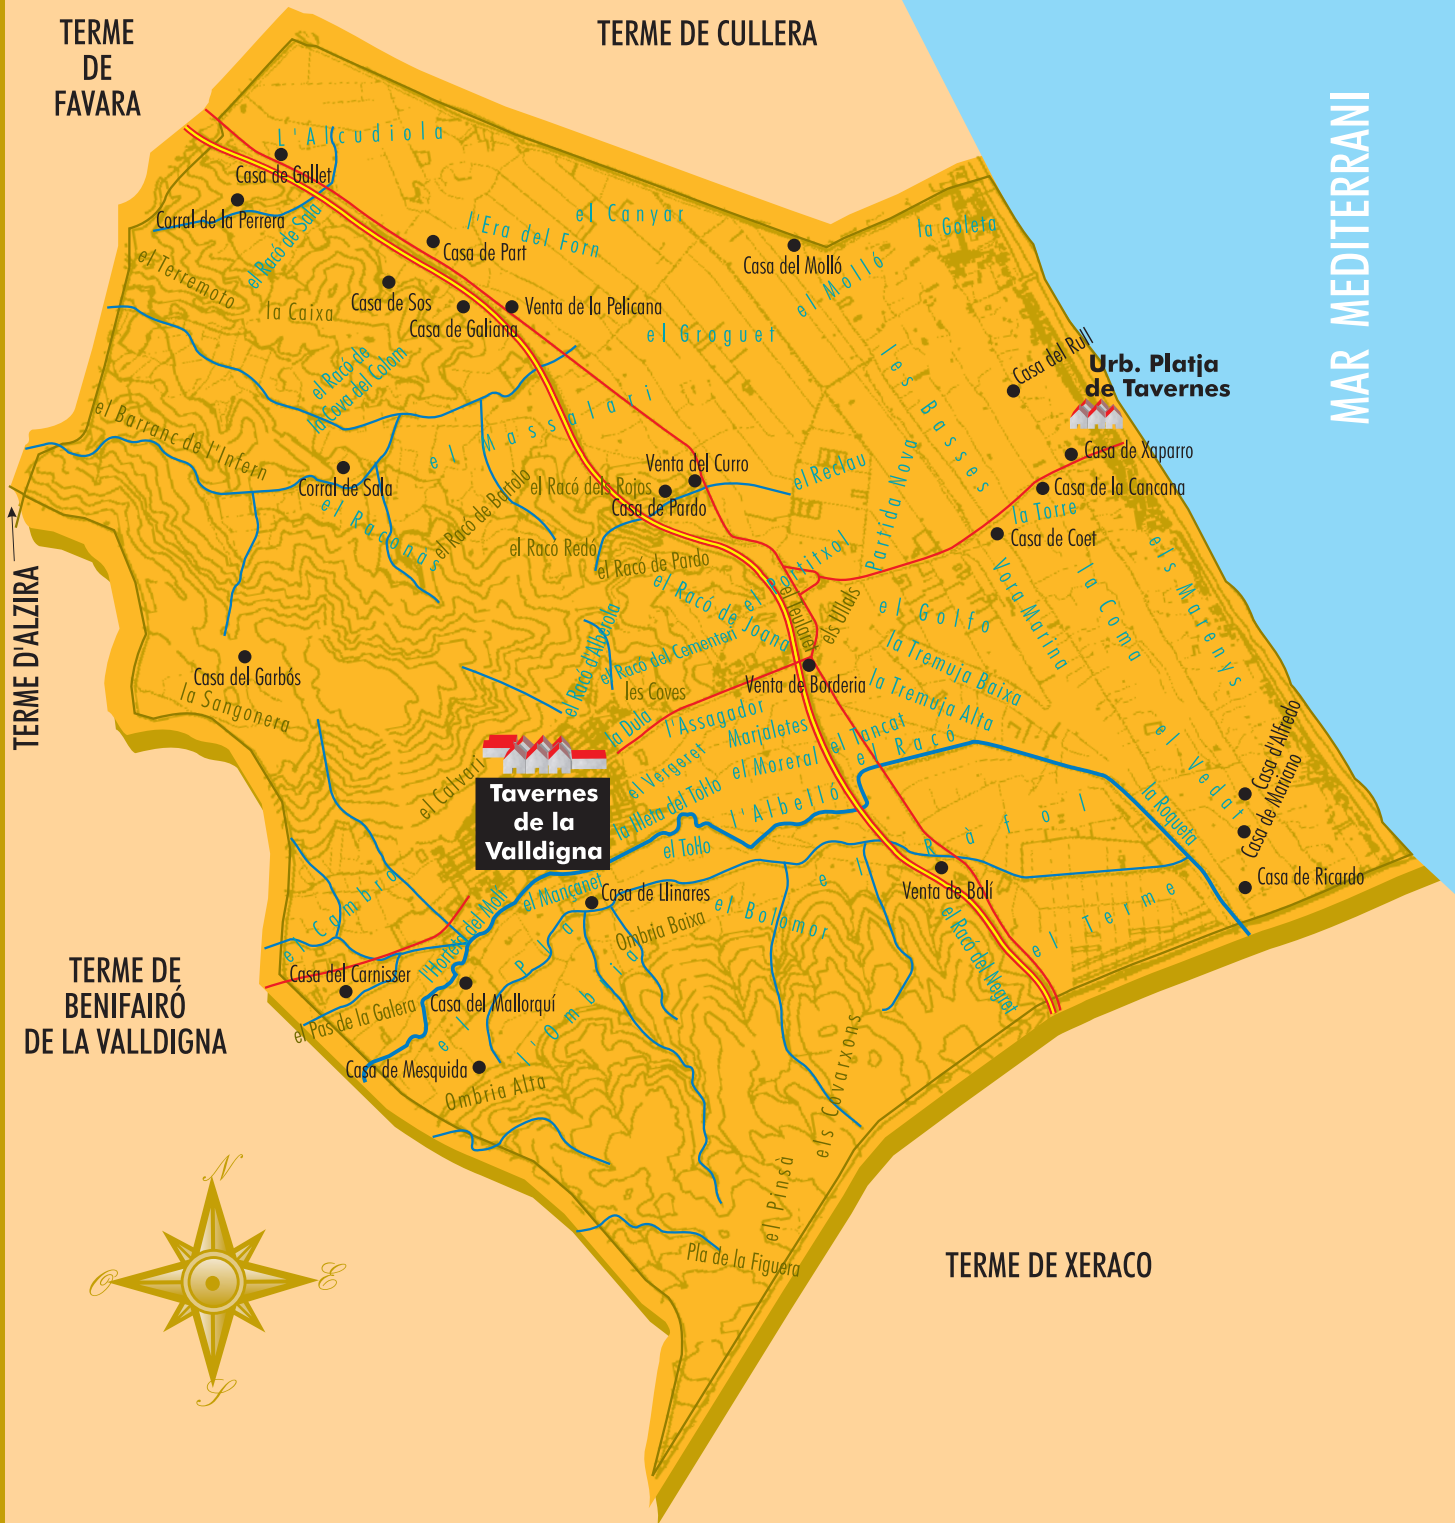 TERME
DE
FAVARA
TERME DE CULLERA
MAR MEDITERRANI
L'Alcudiola
Casa de Gallet
Corral de la Perrera
el Racó de Sala
el Terremoto
la Caixa
Casa de Part
l'Era del Forn
el Canyar
la Goleta
Casa del Molló
el Molló
Casa de Sos
Casa de Galiana
Venta de la Pelicana
el Groguet
les Basses
Casa del Rull
Urb. Platja
de Tavernes
el Racó de
la Cova del Colom
el Massalari
el Barranc de l'Infern
Corral de Sala
el Racons
el Racó de Bartolo
el Racó dels Rojos
Venta del Curro
Casa de Pardo
el Reclau
Partida Nova
Casa de Xaparro
Casa de la Cancana
la Torre
Casa de Coet
el Racó Redó
el Racó de Pardo
el Portitxol
el Racó de Joana
el Teularet
els Ullals
el Golfo
Vora Marina
la Coma
els Marenys
TERME D'ALZIRA
el Racó d'Alberola
el Racó del Cementeri
les Coves
la Tremuja Baixa
la Tremuja Alta
Casa del Garbós
la Sangonera
Venta de Borderia
la Dula
l'Assagador
Marjaletes
el Tancat
el Racó
el Vergeret
el Moreral
el Vedat
Casa d'Alfredo
Casa de Mariano
el Calvari
Tavernes
de la
Valldigna
la Illeta del Tollo
l'Albelló
el Tollo
el Ràfol
la Roqueta
Casa de Ricardo
Venta de Balí
el Mançanet
Casa de Llinares
el Cambro
l'Horteta del Molí
el Pla
Ombria Baixa
el Bolomor
el Terme
el Racó del Negret
TERME DE
BENIFAIRÓ
DE LA VALLDIGNA
Casa del Carnisser
Casa del Mallorquí
el Pas de la Galera
l'Ombria
Casa de Mesquida
Ombria Alta
els Covarxons
el Pinsà
Pla de la Figuera
TERME DE XERACO
N
O
E
S